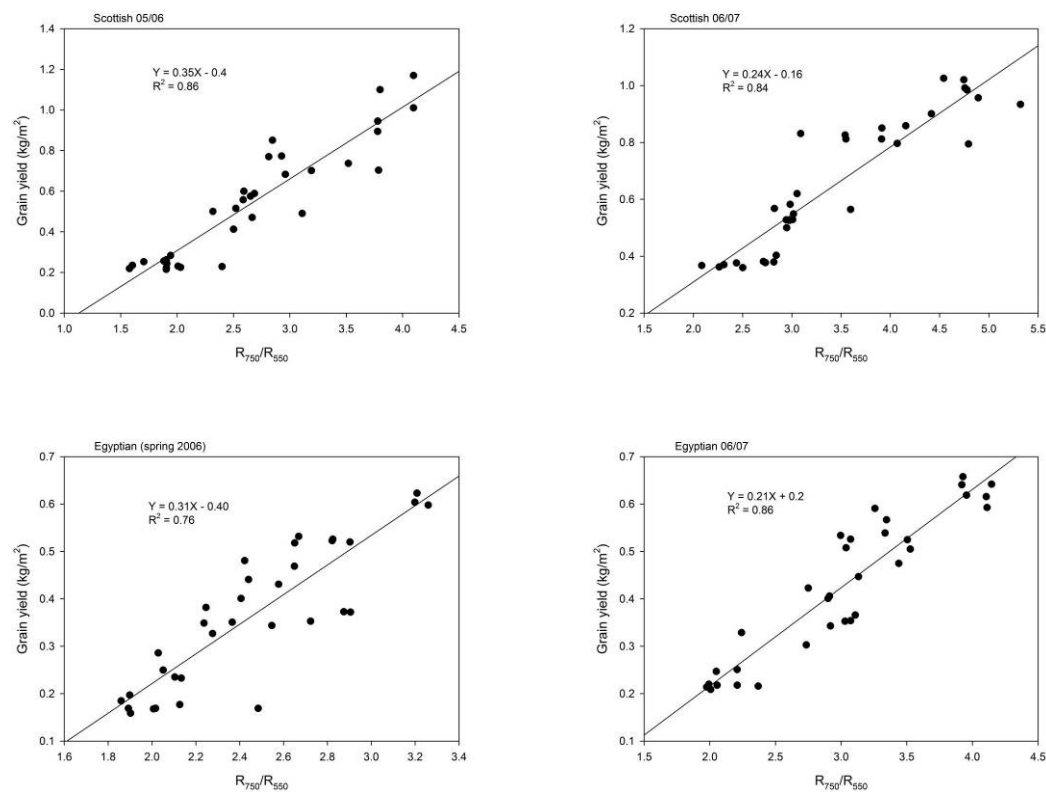 Scottish 05/06
Scottish 06/07
Y = 0.35X - 0.4
R² = 0.86
Y = 0.24X - 0.16
R² = 0.84
Grain yield (kg/m²)
1.4
1.2
1.0
0.8
0.6
0.4
0.2
0.0
1.0 1.5 2.0 2.5 3.0 3.5 4.0 4.5
R750/R550
Grain yield (kg/m²)
1.2
1.0
0.8
0.6
0.4
0.2
1.5 2.0 2.5 3.0 3.5 4.0 4.5 5.0 5.5
R750/R550
Egyptian (spring 2006)
Egyptian 06/07
Y = 0.31X - 0.40
R² = 0.76
Y = 0.21X + 0.2
R² = 0.86
Grain yield (kg/m²)
0.7
0.6
0.5
0.4
0.3
0.2
0.1
1.6 1.8 2.0 2.2 2.4 2.6 2.8 3.0 3.2 3.4
R750/R550
Grain yield (kg/m²)
0.7
0.6
0.5
0.4
0.3
0.2
0.1
1.5 2.0 2.5 3.0 3.5 4.0 4.5
R750/R550